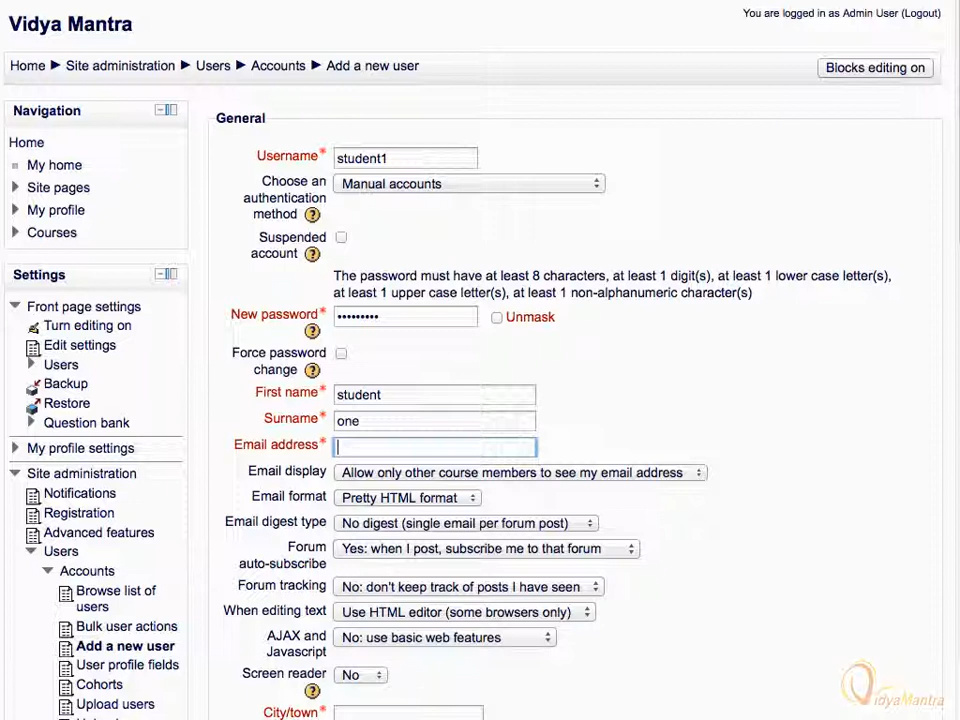 Vidya Mantra
You are logged in as Admin User (Logout)
Home ► Site administration ► Users ► Accounts ► Add a new user
Blocks editing on
Navigation
Home
My home
Site pages
My profile
Courses
Settings
Front page settings
Turn editing on
Edit settings
Users
Backup
Restore
Question bank
My profile settings
Site administration
Notifications
Registration
Advanced features
Users
Accounts
Browse list of
users
Bulk user actions
Add a new user
User profile fields
Cohorts
Upload users
General
Username* student1
Choose an
authentication
method ? Manual accounts
Suspended
account ?
The password must have at least 8 characters, at least 1 digit(s), at least 1 lower case letter(s),
at least 1 upper case letter(s), at least 1 non-alphanumeric character(s)
New password* ••••••••• Unmask
?
Force password
change ?
First name* student
Surname* one
Email address*
Email display Allow only other course members to see my email address
Email format Pretty HTML format
Email digest type No digest (single email per forum post)
Forum
auto-subscribe Yes: when I post, subscribe me to that forum
Forum tracking No: don't keep track of posts I have seen
When editing text Use HTML editor (some browsers only)
AJAX and
Javascript No: use basic web features
Screen reader No
?
City/town*
VidyaMantra